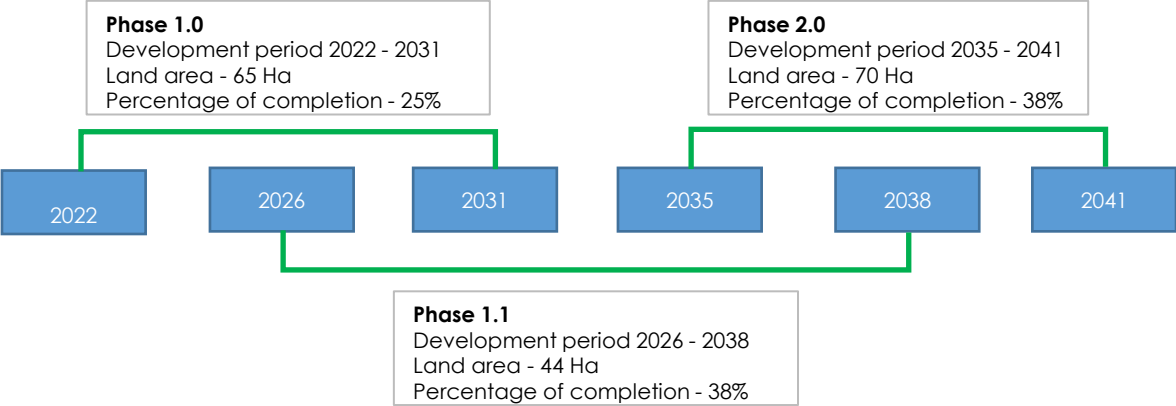 Phase 1.0
Development period 2022 - 2031
Land area - 65 Ha
Percentage of completion - 25%
Phase 2.0
Development period 2035 - 2041
Land area - 70 Ha
Percentage of completion - 38%
2022
2026
2031
2035
2038
2041
Phase 1.1
Development period 2026 - 2038
Land area - 44 Ha
Percentage of completion - 38%